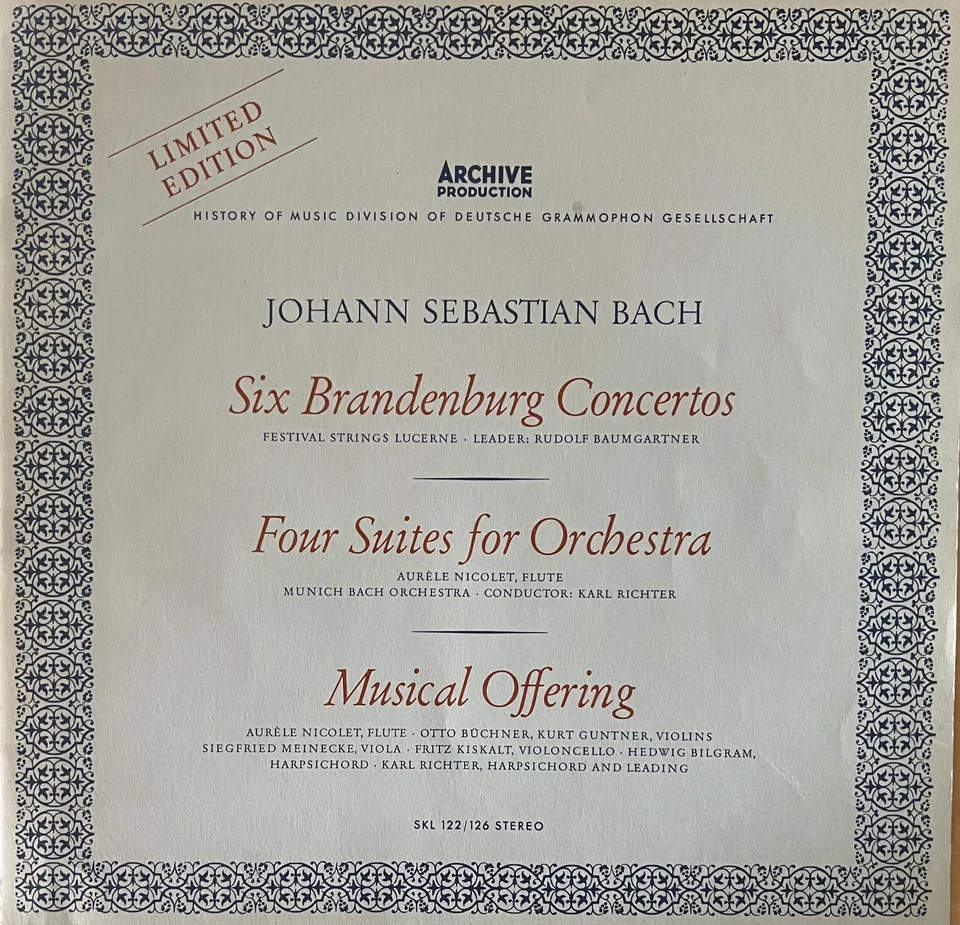 LIMITED
EDITION
ARCHIVE
PRODUCTION
HISTORY OF MUSIC DIVISION OF DEUTSCHE GRAMMOPHON GESELLSCHAFT
JOHANN SEBASTIAN BACH
Six Brandenburg Concertos
FESTIVAL STRINGS LUCERNE · LEADER: RUDOLF BAUMGARTNER
Four Suites for Orchestra
AURÈLE NICOLET, FLUTE
MUNICH BACH ORCHESTRA · CONDUCTOR: KARL RICHTER
Musical Offering
AURÈLE NICOLET, FLUTE · OTTO BÜCHNER, KURT GUNTNER, VIOLINS
SIEGFRIED MEINECKE, VIOLA · FRITZ KISKALT, VIOLONCELLO · HEDWIG BILGRAM,
HARPSICHORD · KARL RICHTER, HARPSICHORD AND LEADING
SKL 122/126 STEREO